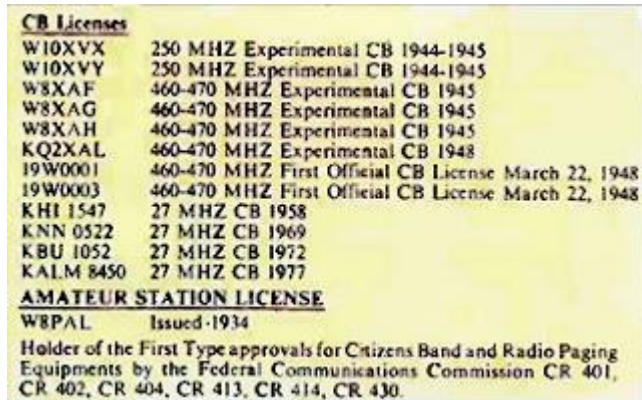 CB Licenses
W10XVX 250 MHZ Experimental CB 1944-1945
W10XVY 250 MHZ Experimental CB 1944-1945
W8XAF 460-470 MHZ Experimental CB 1945
W8XAG 460-470 MHZ Experimental CB 1945
W8XAH 460-470 MHZ Experimental CB 1945
KQ2XAL 460-470 MHZ Experimental CB 1948
19W0001 460-470 MHZ First Official CB License March 22, 1948
19W0003 460-470 MHZ First Official CB License March 22, 1948
KHI 1547 27 MHZ CB 1958
KNN 0522 27 MHZ CB 1969
KBU 1052 27 MHZ CB 1972
KALM 8450 27 MHZ CB 1977
AMATEUR STATION LICENSE
W8PAL Issued-1934
Holder of the First Type approvals for Citizens Band and Radio Paging
Equipments by the Federal Communications Commission CR 401,
CR 402, CR 404, CR 413, CR 414, CR 430.